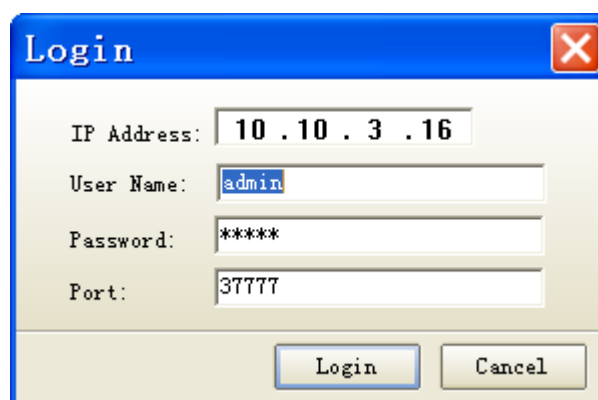 Login
IP Address: 10 .10 . 3 .16
User Name: admin
Password: *****
Port: 37777
Login Cancel